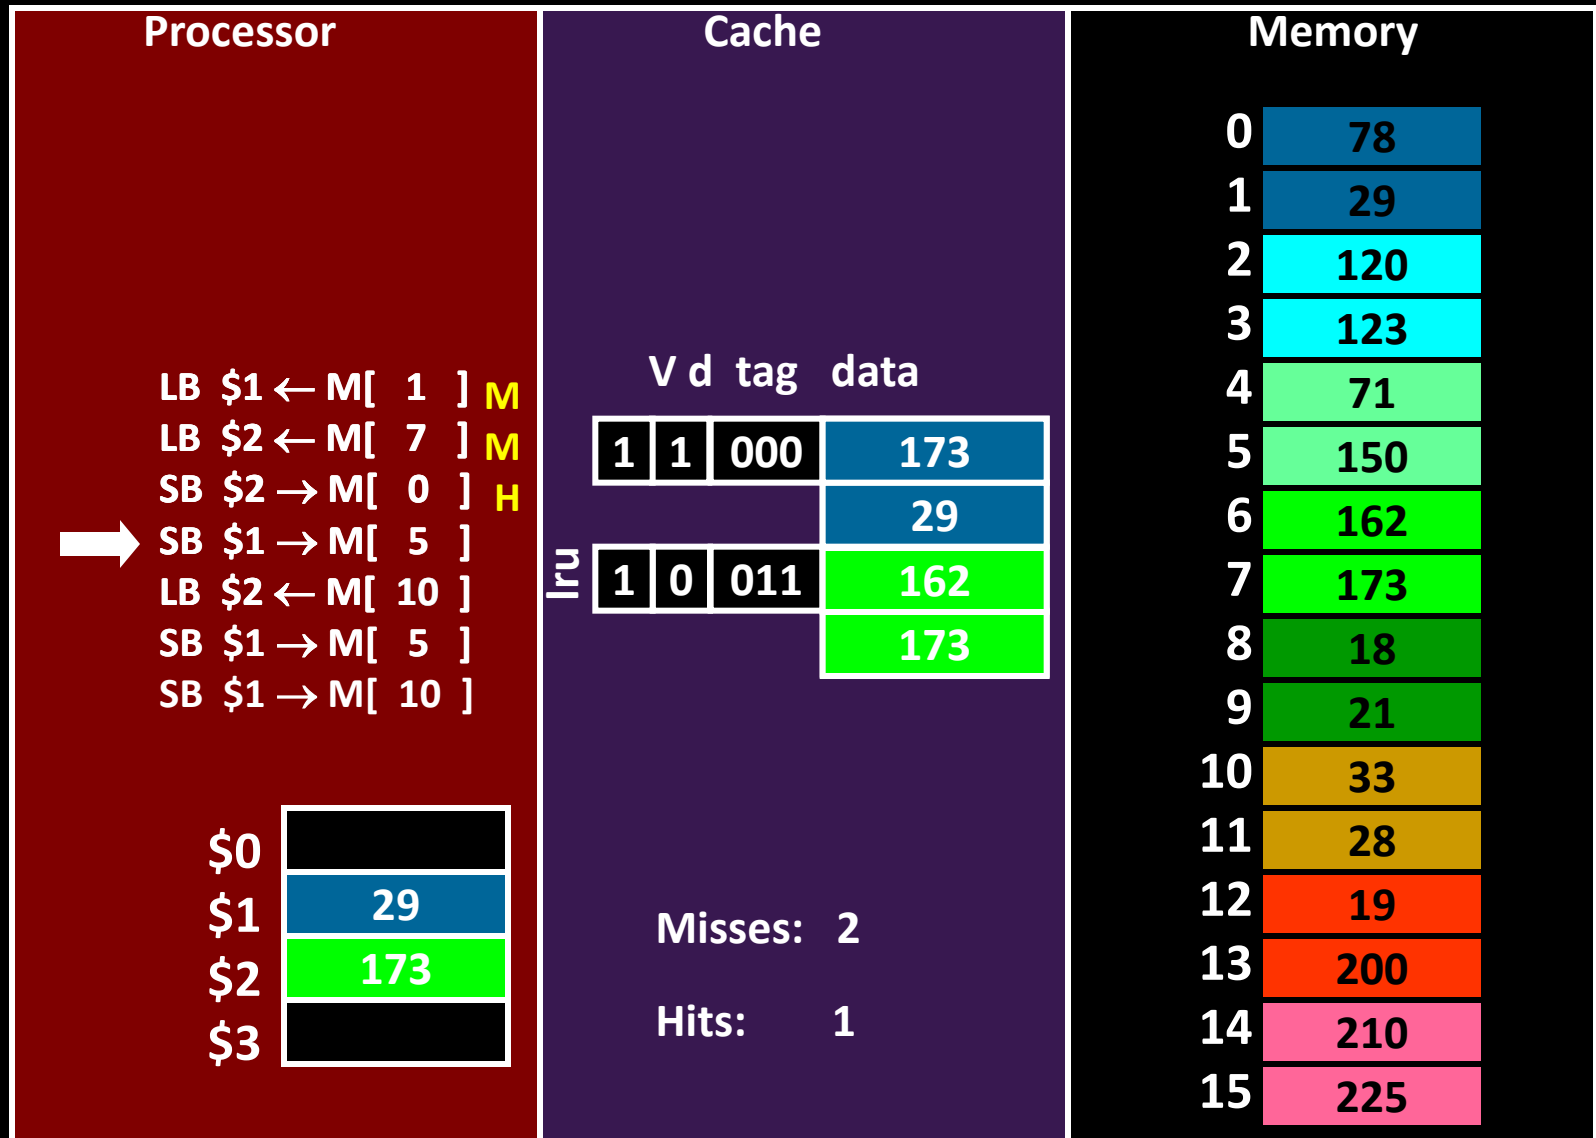 Processor
LB $1 ← M[ 1 ] M
LB $2 ← M[ 7 ] M
SB $2 → M[ 0 ] H
SB $1 → M[ 5 ]
LB $2 ← M[ 10 ]
SB $1 → M[ 5 ]
SB $1 → M[ 10 ]
$0
$1 29
$2 173
$3
Cache
V d tag data
1 1 000 173
29
lru 1 0 011 162
173
Misses: 2
Hits: 1
Memory
0 78
1 29
2 120
3 123
4 71
5 150
6 162
7 173
8 18
9 21
10 33
11 28
12 19
13 200
14 210
15 225